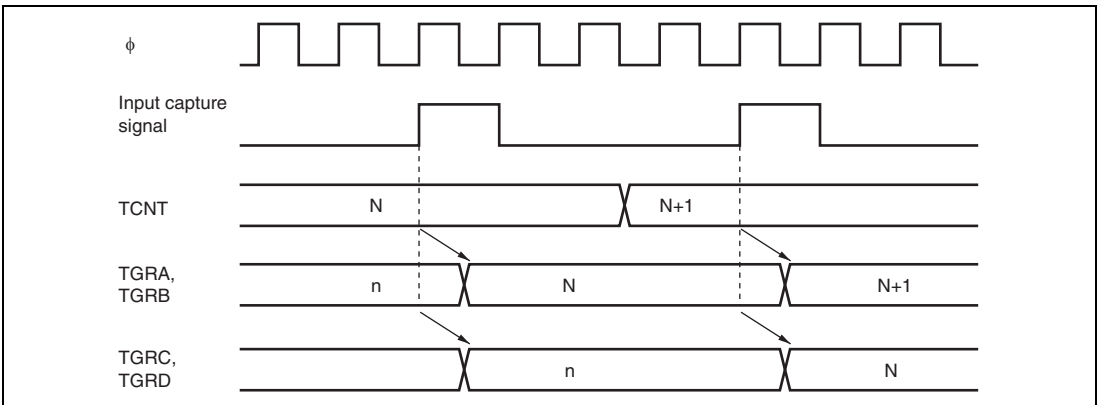 ϕ
Input capture
signal
TCNT
N
N+1
TGRA,
TGRB
n
N
N+1
TGRC,
TGRD
n
N